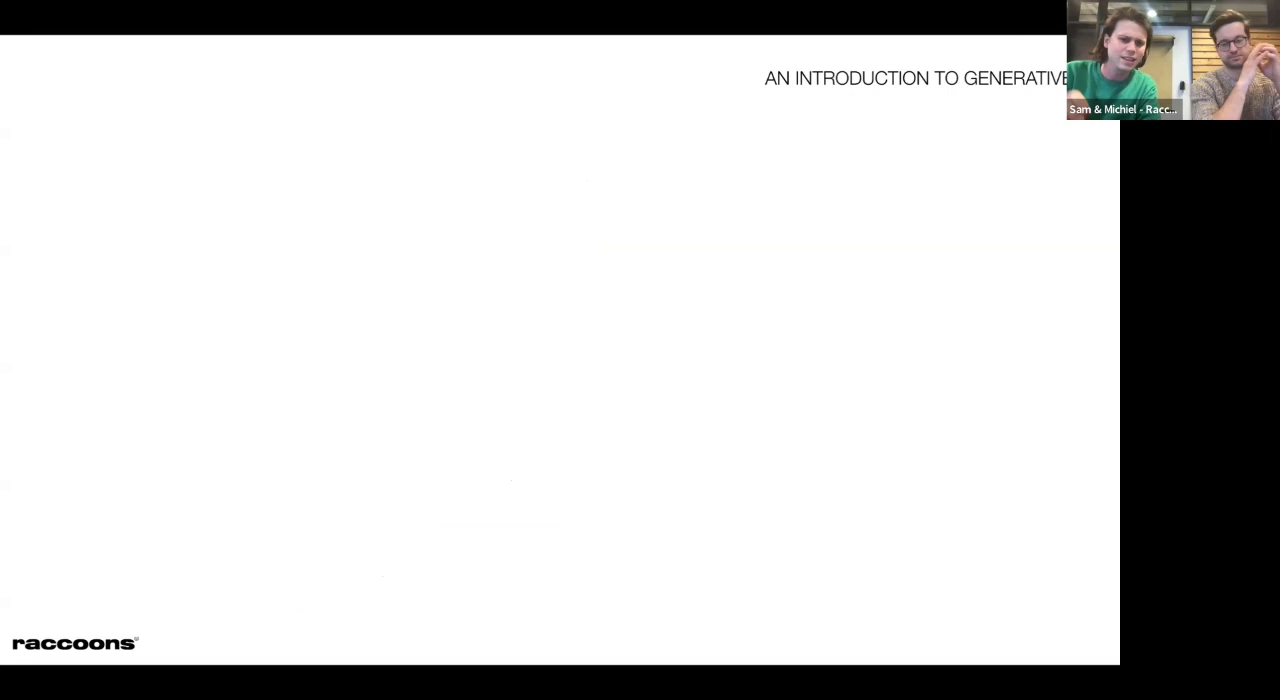 AN INTRODUCTION TO GENERATIVE
Sam & Michiel - Racc...
raccoons®